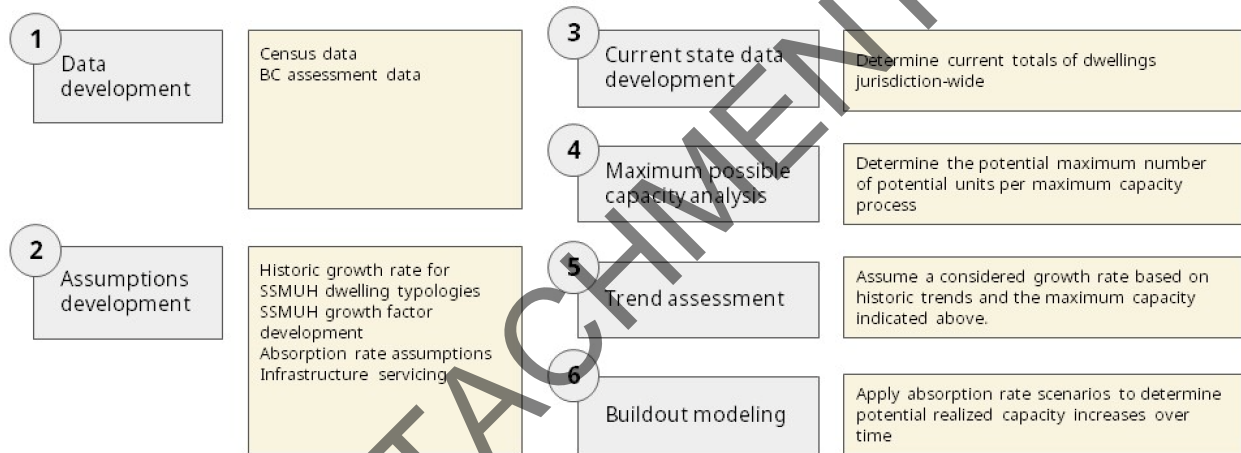 1
Data
development
Census data
BC assessment data
2
Assumptions
development
Historic growth rate for
SSMUH dwelling typologies
SSMUH growth factor
development
Absorption rate assumptions
Infrastructure servicing
3
Current state data
development
Determine current totals of dwellings
jurisdiction-wide
4
Maximum possible
capacity analysis
Determine the potential maximum number
of potential units per maximum capacity
process
5
Trend assessment
Assume a considered growth rate based on
historic trends and the maximum capacity
indicated above.
6
Buildout modeling
Apply absorption rate scenarios to determine
potential realized capacity increases over
time
TACHMENT